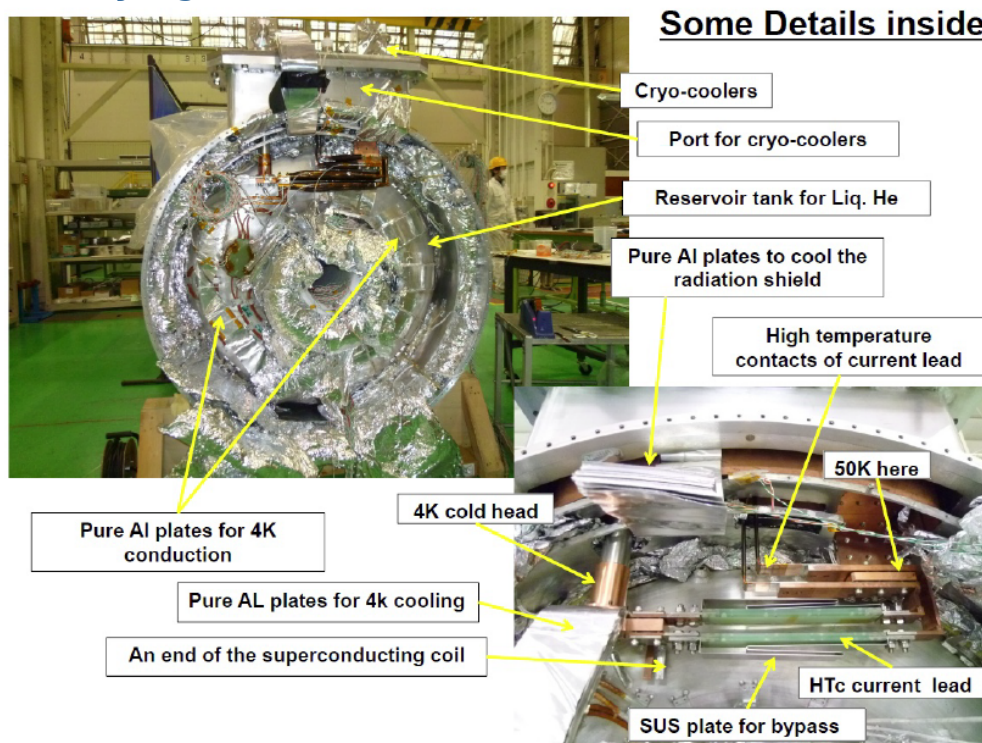 Some Details inside
Cryo-coolers
Port for cryo-coolers
Reservoir tank for Liq. He
Pure Al plates to cool the
radiation shield
High temperature
contacts of current lead
50K here
4K cold head
Pure Al plates for 4K
conduction
Pure AL plates for 4k cooling
An end of the superconducting coil
HTc current lead
SUS plate for bypass